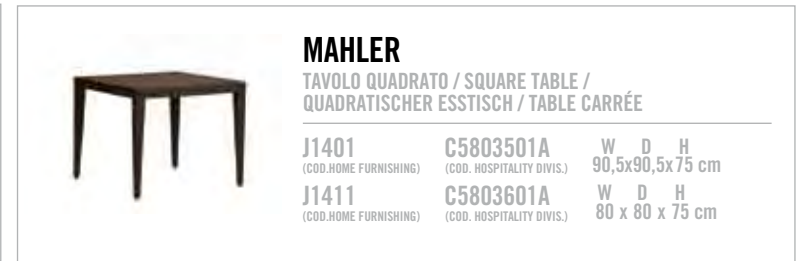 MAHLER
TAVOLO QUADRATO / SQUARE TABLE /
QUADRATISCHER ESSTISCH / TABLE CARRÉE
J1401 C5803501A W D H
(COD.HOME FURNISHING) (COD. HOSPITALITY DIVIS.) 90,5x90,5x75 cm
J1411 C5803601A W D H
(COD.HOME FURNISHING) (COD. HOSPITALITY DIVIS.) 80 x 80 x 75 cm